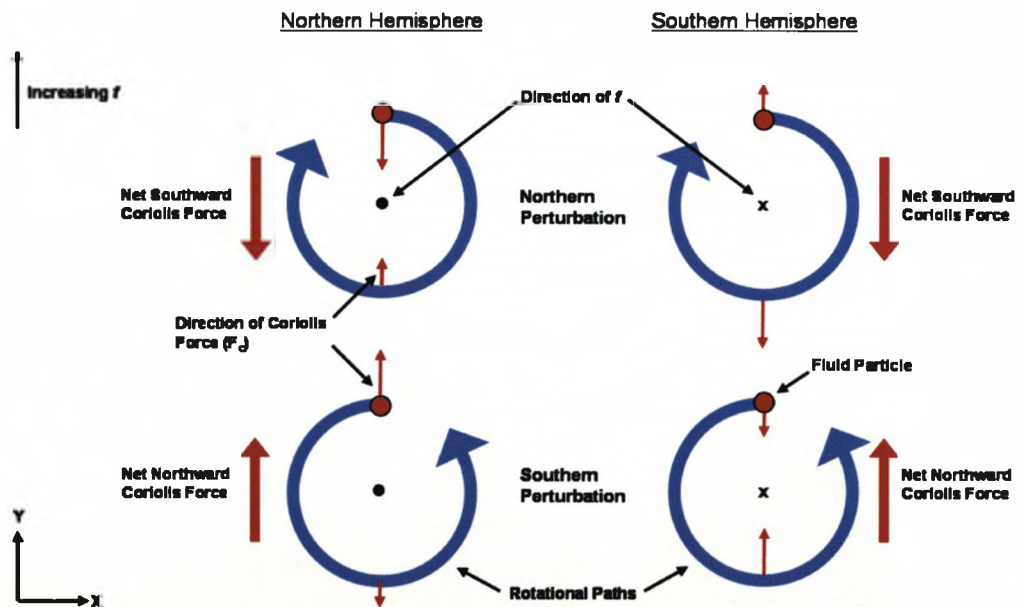 Northern Hemisphere
Southern Hemisphere
Increasing f
Direction of f
Net Southward
Coriolis Force
Northern
Perturbation
Net Southward
Coriolis Force
Direction of Coriolis
Force (Fc)
Fluid Particle
Net Northward
Coriolis Force
Southern
Perturbation
Net Northward
Coriolis Force
Rotational Paths
Y
X
x
x